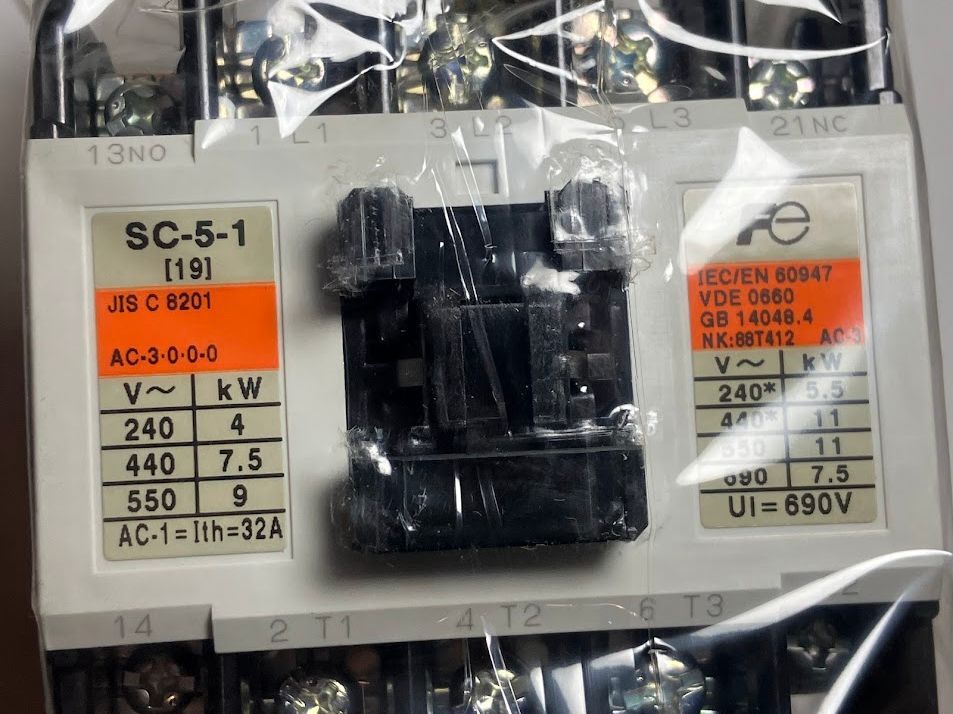 13NO
1 L1
3 L2
L3
21NC
SC-5-1
[19]
JIS C 8201
AC-3·0·0-0
V~ kW
240 4
440 7.5
550 9
AC-1=Ith=32A
Fe
IEC/EN 60947
VDE 0660
GB 14048.4
NK:88T412 AC-3
V~ kW
240* 5.5
440* 11
550 11
690 7.5
UI=690V
14
2 T1
4 T2
6 T3
2